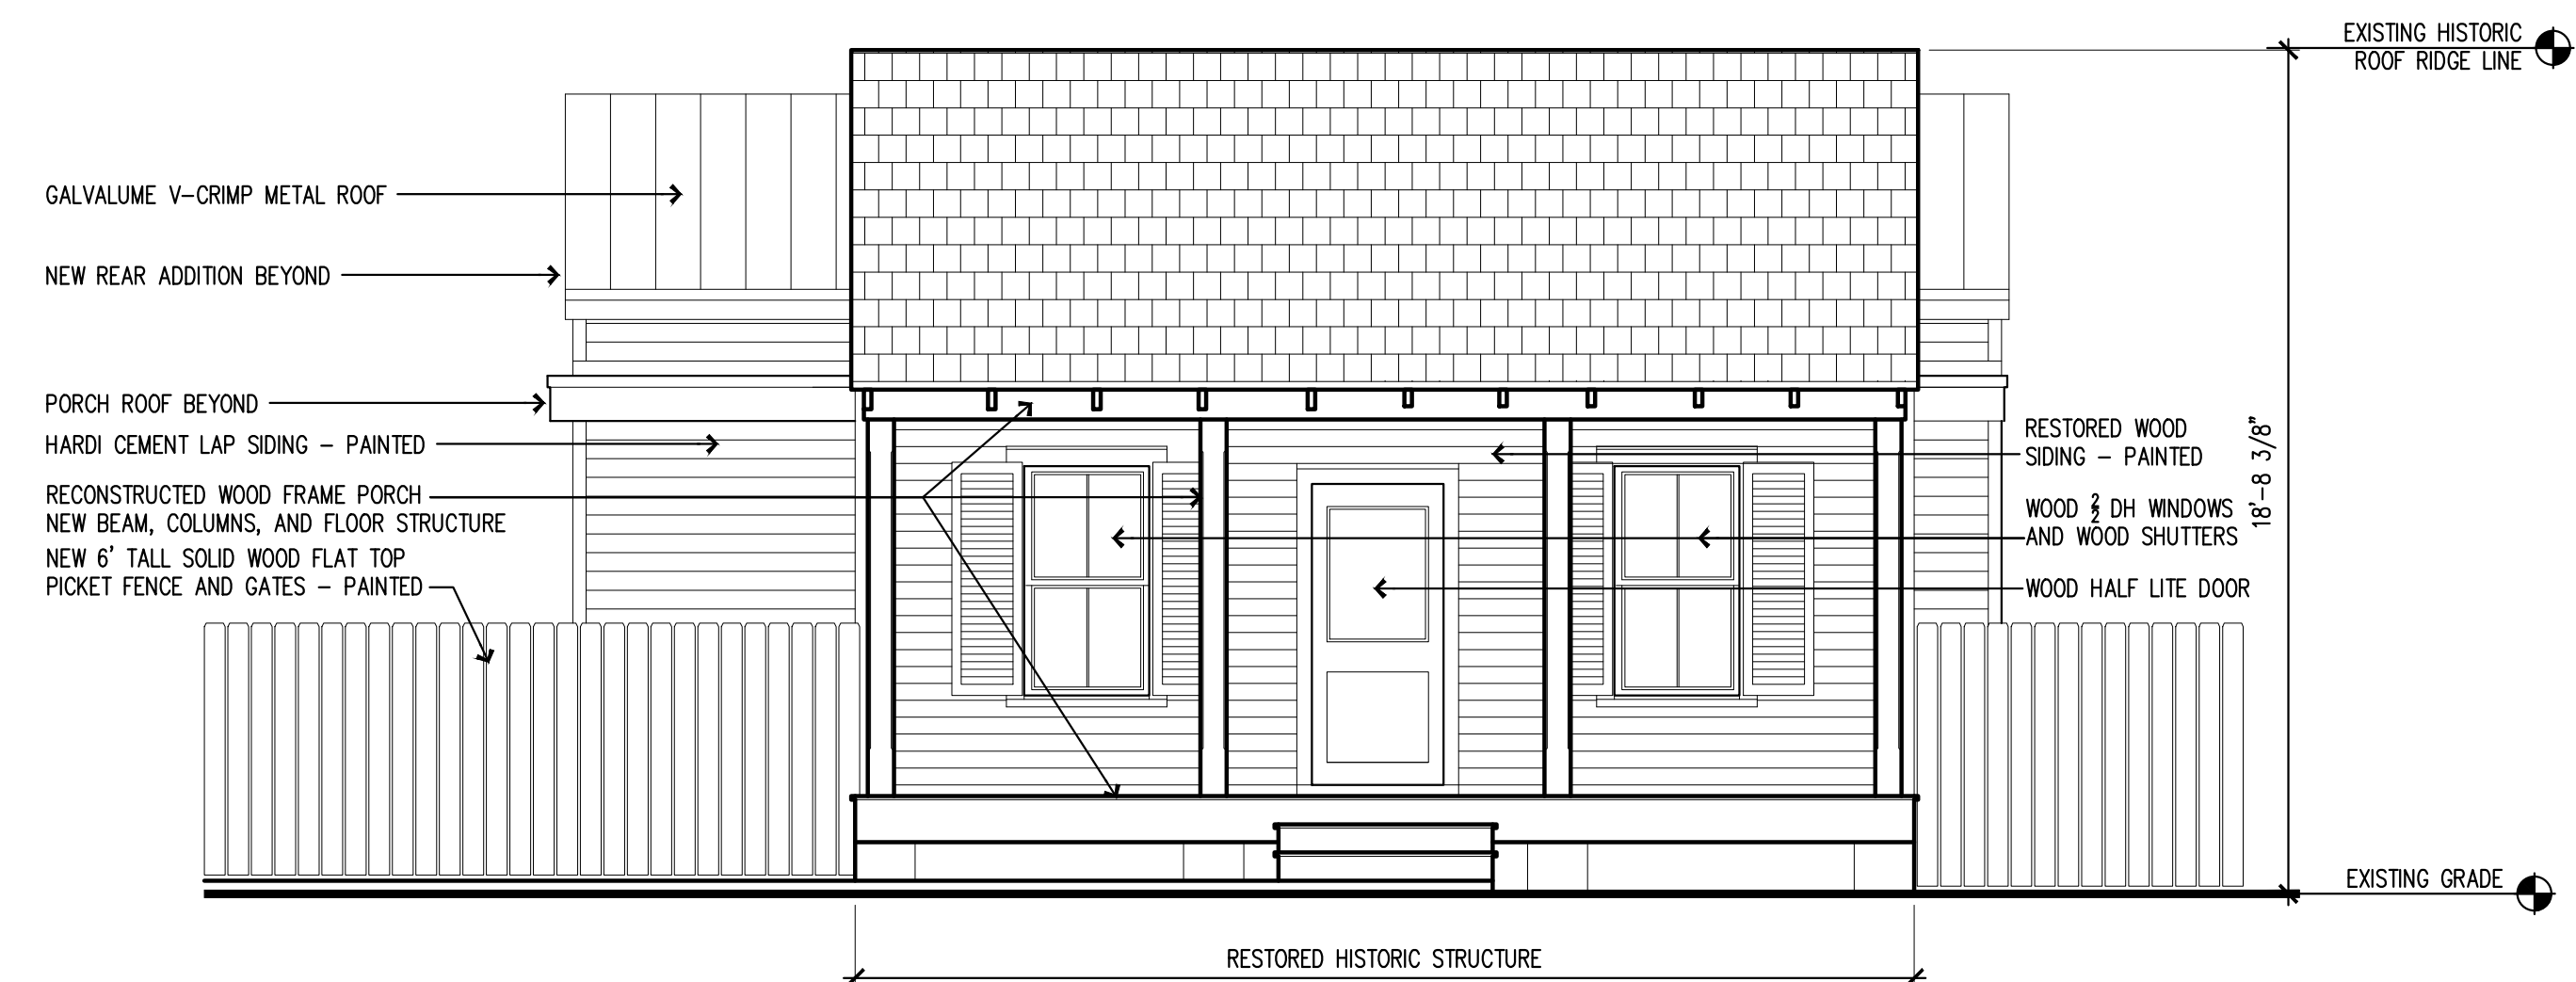 EXISTING HISTORIC
ROOF RIDGE LINE
GALVALUME V-CRIMP METAL ROOF
NEW REAR ADDITION BEYOND
PORCH ROOF BEYOND
HARDI CEMENT LAP SIDING - PAINTED
RECONSTRUCTED WOOD FRAME PORCH
NEW BEAM, COLUMNS, AND FLOOR STRUCTURE
NEW 6' TALL SOLID WOOD FLAT TOP
PICKET FENCE AND GATES - PAINTED
RESTORED WOOD
SIDING - PAINTED
WOOD 2/2 DH WINDOWS
AND WOOD SHUTTERS
WOOD HALF LITE DOOR
18'-8 3/8"
EXISTING GRADE
RESTORED HISTORIC STRUCTURE